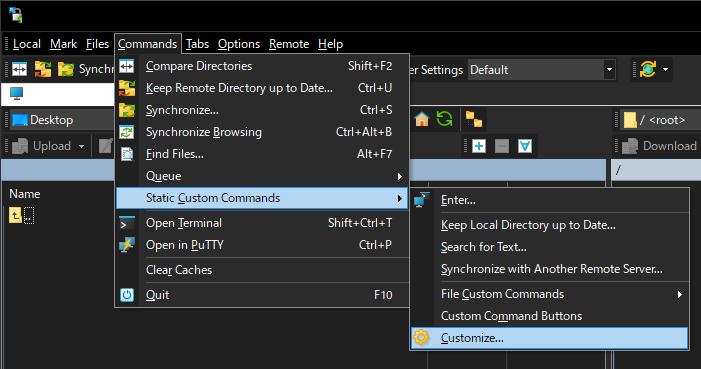 Local Mark Files Commands Tabs Options Remote Help
Synchr
Compare Directories Shift+F2
er Settings Default
Keep Remote Directory up to Date... Ctrl+U
Synchronize... Ctrl+S
Desktop
/ <root>
Synchronize Browsing Ctrl+Alt+B
Upload
Find Files... Alt+F7
Download
Queue
/
Name
Static Custom Commands
Enter...
Open Terminal Shift+Ctrl+T
Keep Local Directory up to Date...
..
Open in PuTTY Ctrl+P
Search for Text...
Clear Caches
Synchronize with Another Remote Server...
Quit F10
File Custom Commands
Custom Command Buttons
Customize...